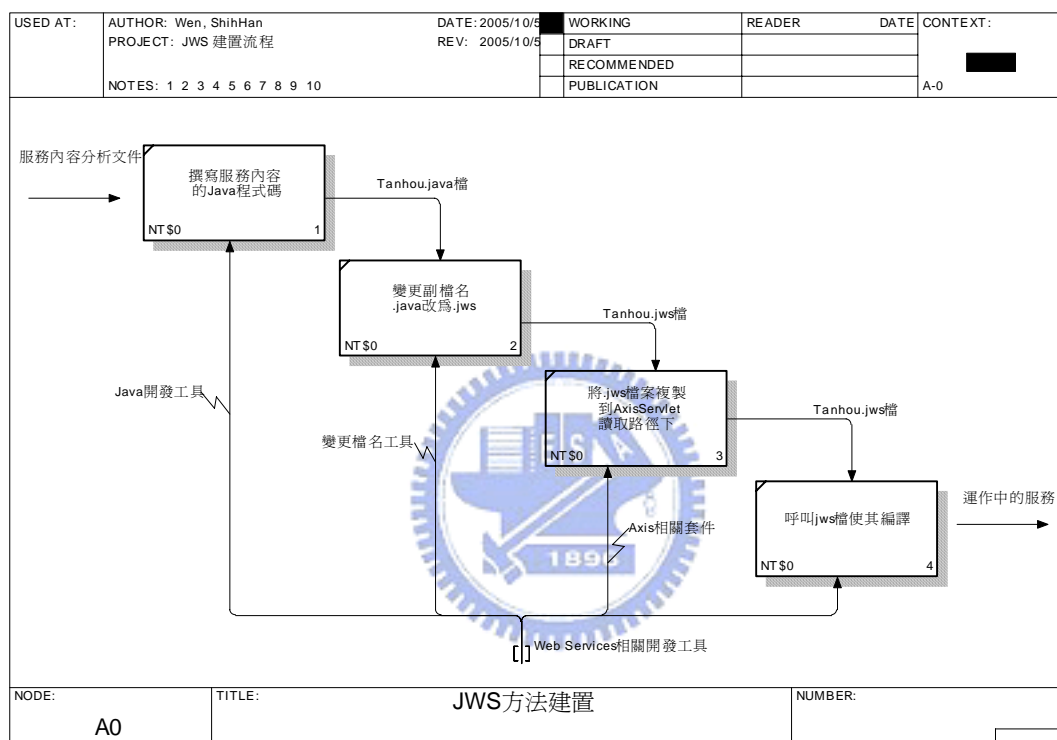 USED AT:
AUTHOR: Wen, ShihHan
DATE: 2005/10/5
PROJECT: JWS 建置流程
REV: 2005/10/5
NOTES: 1 2 3 4 5 6 7 8 9 10
WORKING
DRAFT
RECOMMENDED
PUBLICATION
READER
DATE
CONTEXT:
A-0
服務內容分析文件
撰寫服務內容
的Java程式碼
NT$0
1
Tanhou.java檔
變更副檔名
.java改為.jws
NT$0
2
Tanhou.jws檔
Java開發工具
將.jws檔案複製
到AxisServlet
讀取路徑下
NT$0
3
Tanhou.jws檔
變更檔名工具
呼叫jws檔使其編譯
NT$0
4
運作中的服務
Axis相關套件
ESA
1896
Web Services相關開發工具
NODE:
A0
TITLE:
JWS方法建置
NUMBER: